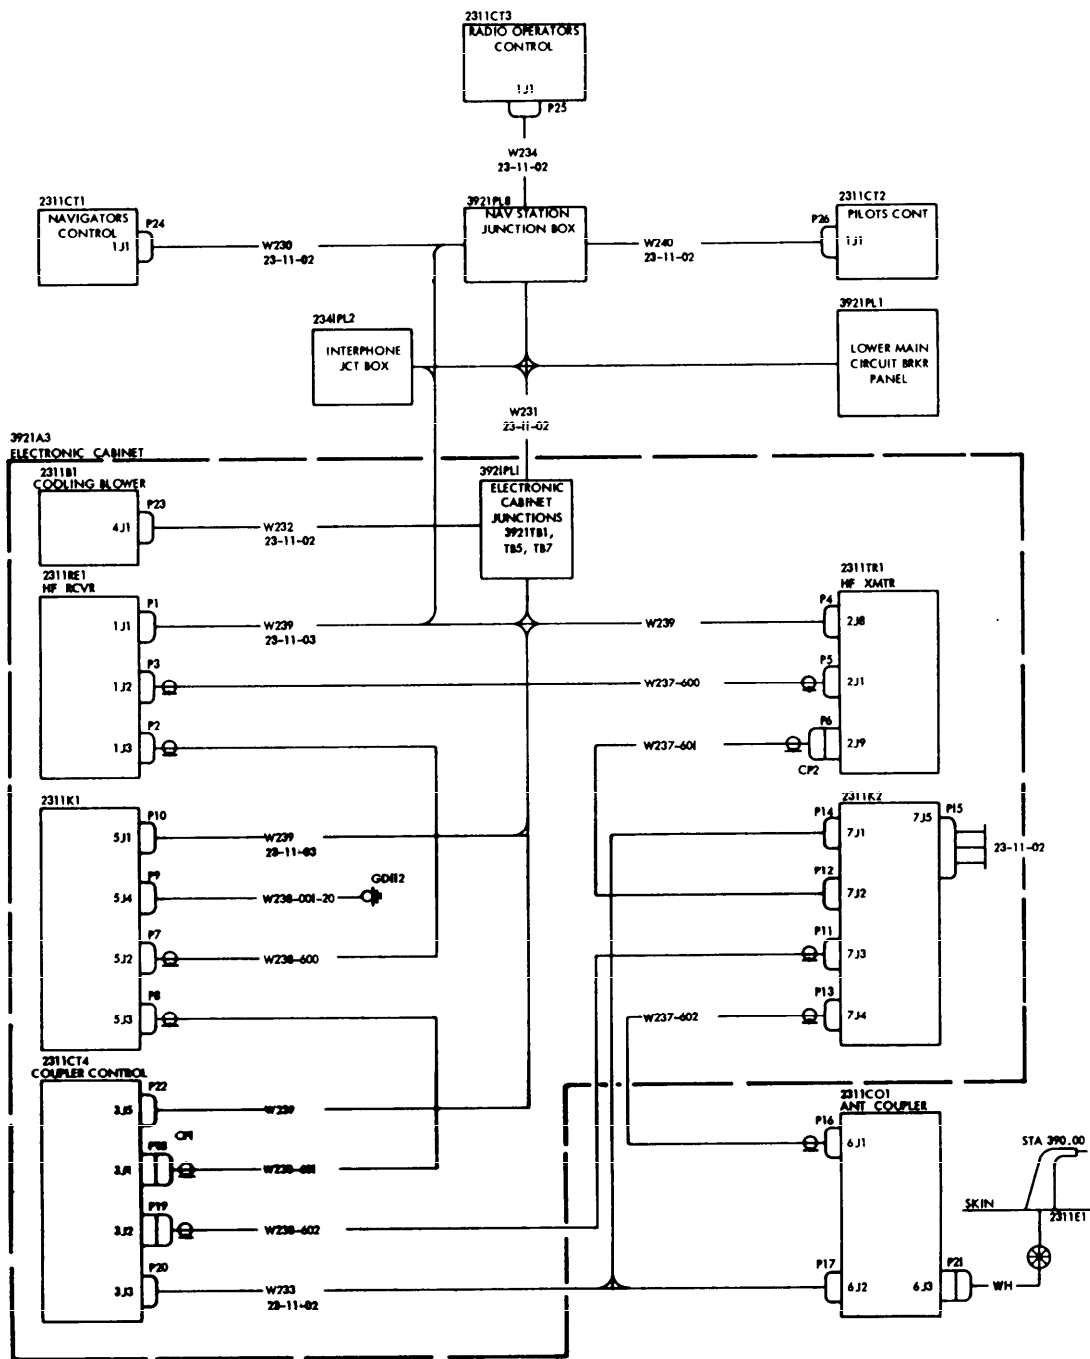 2311CT3
RADIO OPERATORS
CONTROL
1J1
P25
W234
23-11-02
2311CT1
NAVIGATORS
CONTROL
1J1
P24
W230
23-11-02
3921PL8
NAV STATION
JUNCTION BOX
W240
23-11-02
2311CT2
P26
PILOTS CONT
1J1
2341PL2
INTERPHONE
JCT BOX
3921PL1
LOWER MAIN
CIRCUIT BRKR
PANEL
W231
23-11-02
3921A3
ELECTRONIC CABINET
2311B1
COOLING BLOWER
P23
4J1
W232
23-11-02
3921PL1
ELECTRONIC
CABINET
JUNCTIONS
3921TB1,
TB5, TB7
2311RE1
HF RCVR
P1
1J1
W239
23-11-03
P3
1J2
P2
1J3
W239
W237-600
W237-601
2311TR1
HF XMTR
P4
2J8
P5
2J1
P6
2J9
CP2
2311K1
P10
5J1
W239
23-11-03
P9
5J4
W238-001-20
GD112
P7
5J2
W238-600
P8
5J3
2311K2
P14
7J1
7J5
P15
23-11-02
P12
7J2
P11
7J3
P13
7J4
W237-602
2311CT4
COUPLER CONTROL
P22
3J5
W239
CP1
P18
3J1
W238-601
P19
3J2
W238-602
P20
3J3
W233
23-11-02
2311CO1
ANT COUPLER
P16
6J1
P17
6J2
6J3
P21
WH
STA 390.00
SKIN
2311E1